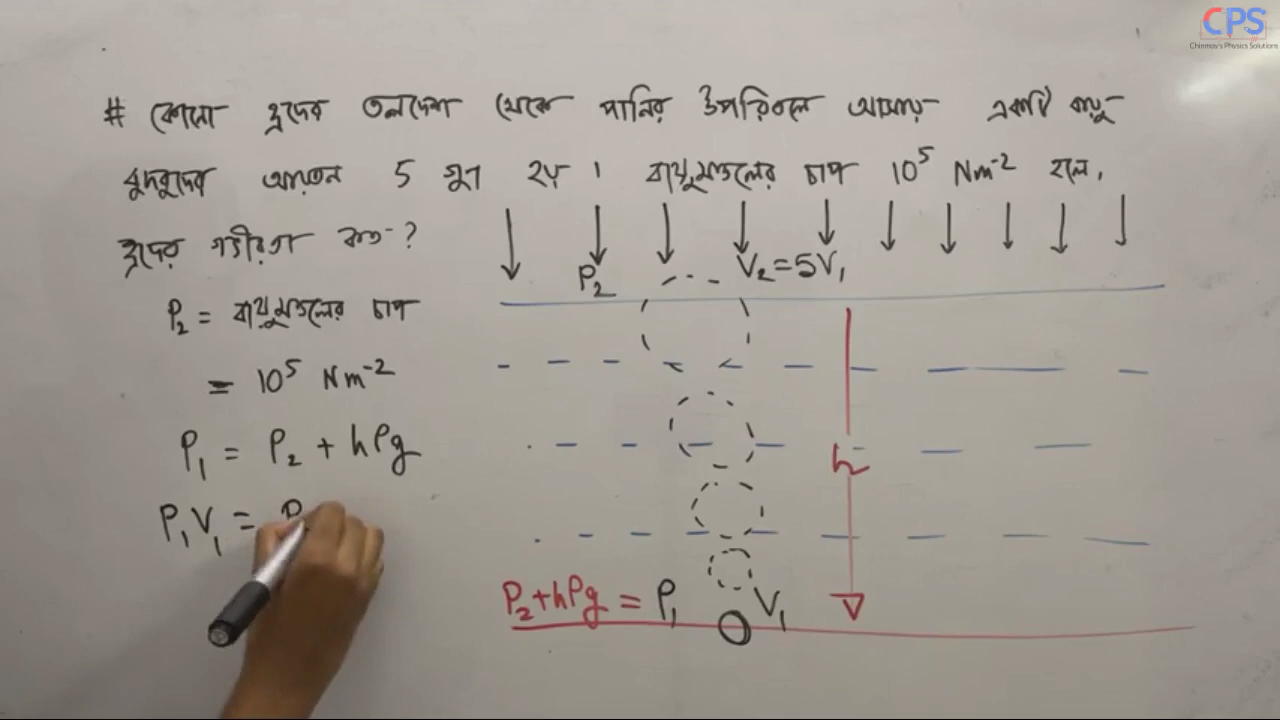 CPS
Chinmoy's Physics Solutions
# কোনো হ্রদের তলদেশ থেকে পানির উপরিতলে আসায় একটি বায়ু
বুদবুদের আয়তন 5 গুণ হয় । বায়ুমণ্ডলের চাপ 10⁵ Nm⁻² হলে,
হ্রদের গভীরতা কত ?
P₂ V₂ = 5V₁
P₂ = বায়ুমণ্ডলের চাপ
= 10⁵ Nm⁻²
P₁ = P₂ + hρg
h
P₁V₁ = P
P₂+hρg = P₁ V₁